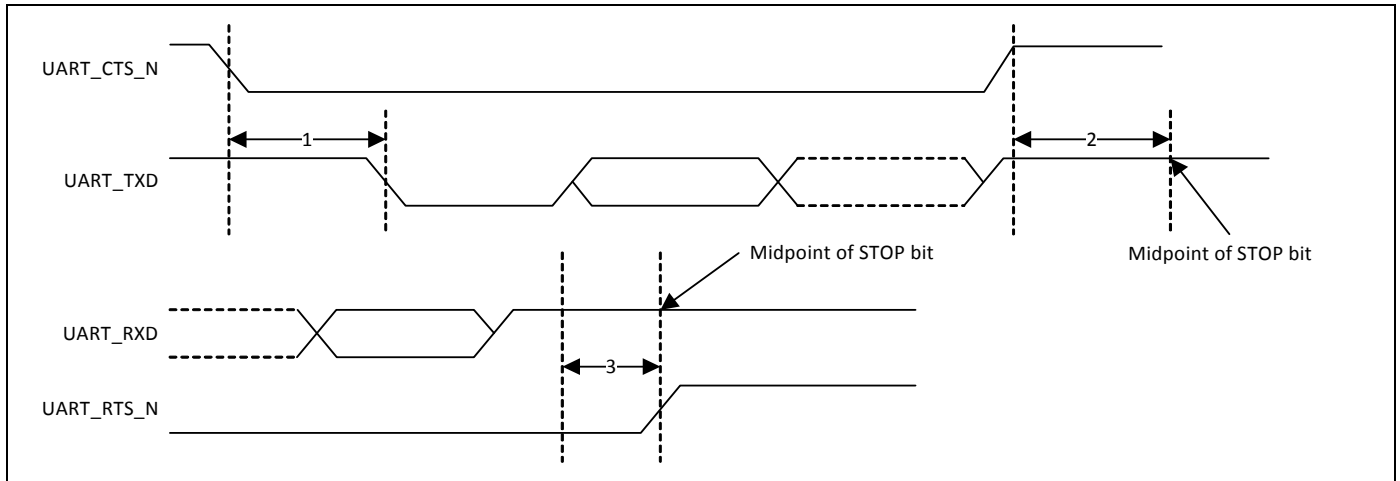 UART_CTS_N
1
2
UART_TXD
Midpoint of STOP bit
Midpoint of STOP bit
UART_RXD
3
UART_RTS_N